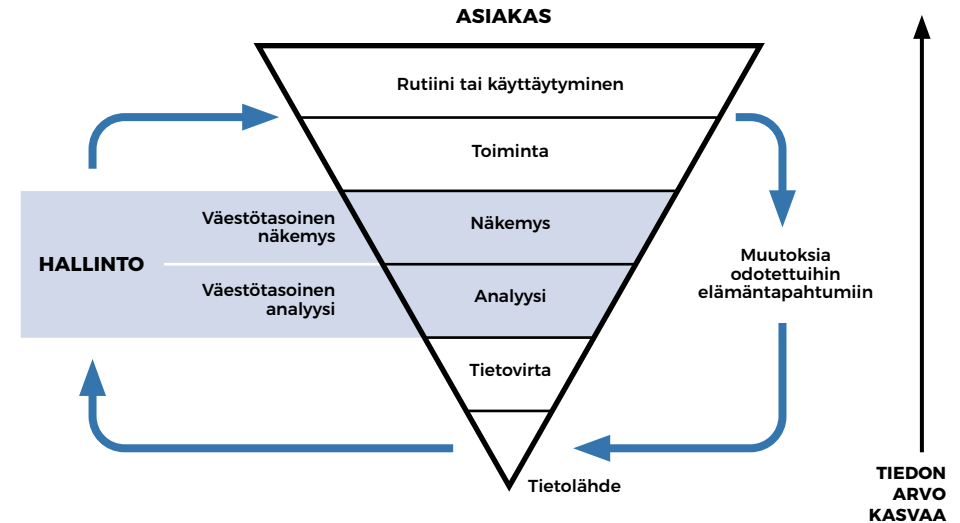 ASIAKAS
Rutiini tai käyttäytyminen
Toiminta
Väestötasoinen
näkemys
Näkemys
HALLINTO
Väestötasoinen
analyysi
Analyysi
Muutoksia
odotettuihin
elämäntapahtumiin
Tietovirta
Tietolähde
TIEDON
ARVO
KASVAA